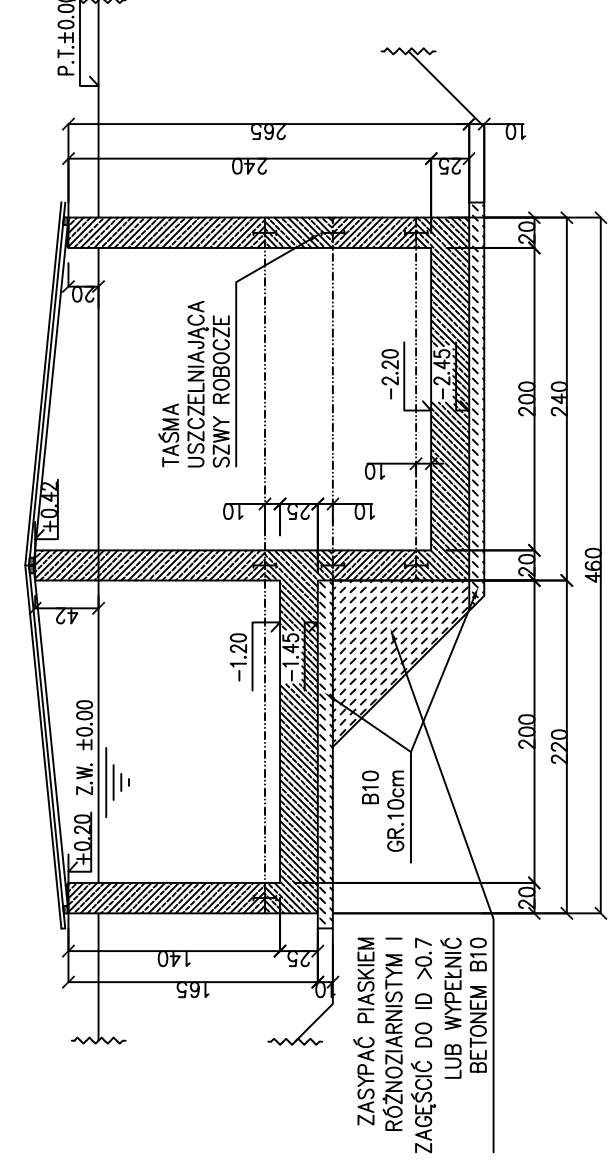 P.T.±0.00
265
10
240
25
20
20
TAŚMA
USZCZELNIAJĄCA
SZWY ROBOCZE
-2.20
-2.45
10
200
240
+0.42
10
25
10
42
20
460
-1.20
-1.45
±0.20
Z.W. ±0.00
B10
GR.10cm
200
220
20
140
25
165
10
ZASYPAĆ PIASKIEM
RÓŻNOZIARNISTYM I
ZAGĘŚCIĆ DO ID >0.7
LUB WYPEŁNIĆ
BETONEM B10